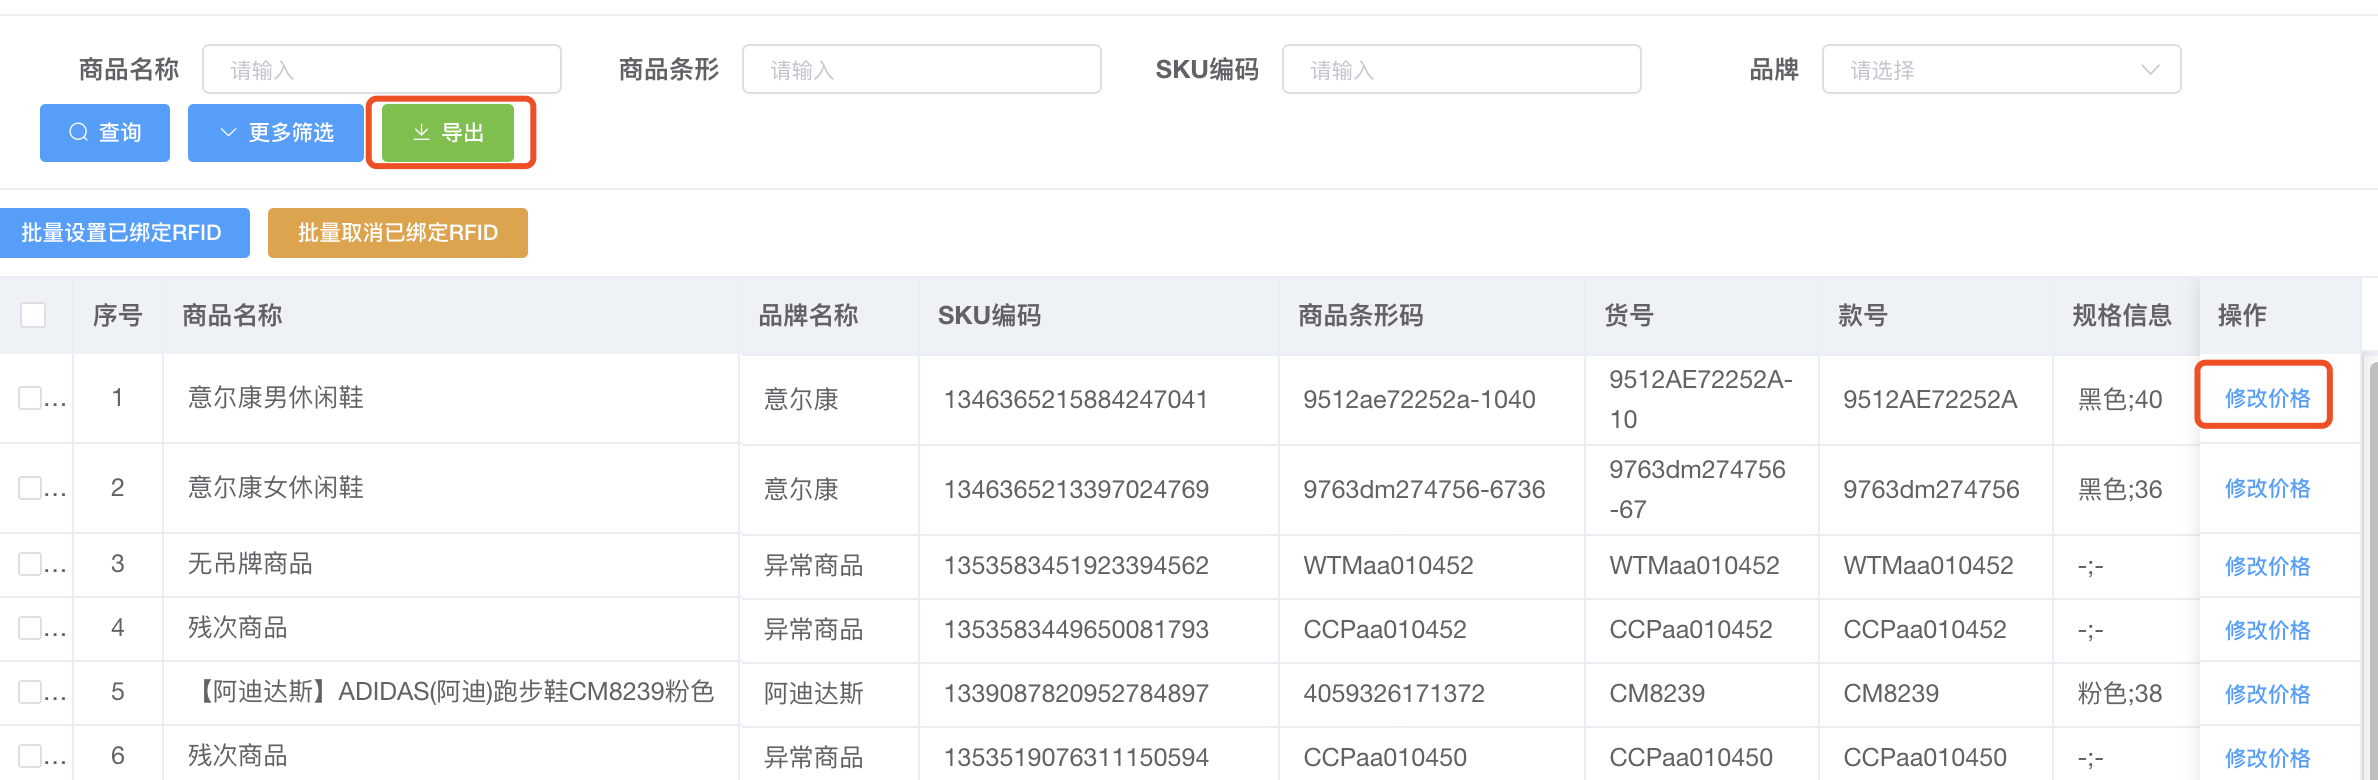 商品名称 请输入 商品条形 请输入 SKU编码 请输入 品牌 请选择
查询 更多筛选 导出
批量设置已绑定RFID 批量取消已绑定RFID
序号 商品名称 品牌名称 SKU编码 商品条形码 货号 款号 规格信息 操作
... 1 意尔康男休闲鞋 意尔康 1346365215884247041 9512ae72252a-1040 9512AE72252A-10 9512AE72252A 黑色;40 修改价格
... 2 意尔康女休闲鞋 意尔康 1346365213397024769 9763dm274756-6736 9763dm274756-67 9763dm274756 黑色;36 修改价格
... 3 无吊牌商品 异常商品 1353583451923394562 WTMaa010452 WTMaa010452 WTMaa010452 -;- 修改价格
... 4 残次商品 异常商品 1353583449650081793 CCPaa010452 CCPaa010452 CCPaa010452 -;- 修改价格
... 5 【阿迪达斯】ADIDAS(阿迪)跑步鞋CM8239粉色 阿迪达斯 1339087820952784897 4059326171372 CM8239 CM8239 粉色;38 修改价格
... 6 残次商品 异常商品 1353519076311150594 CCPaa010450 CCPaa010450 CCPaa010450 -;- 修改价格